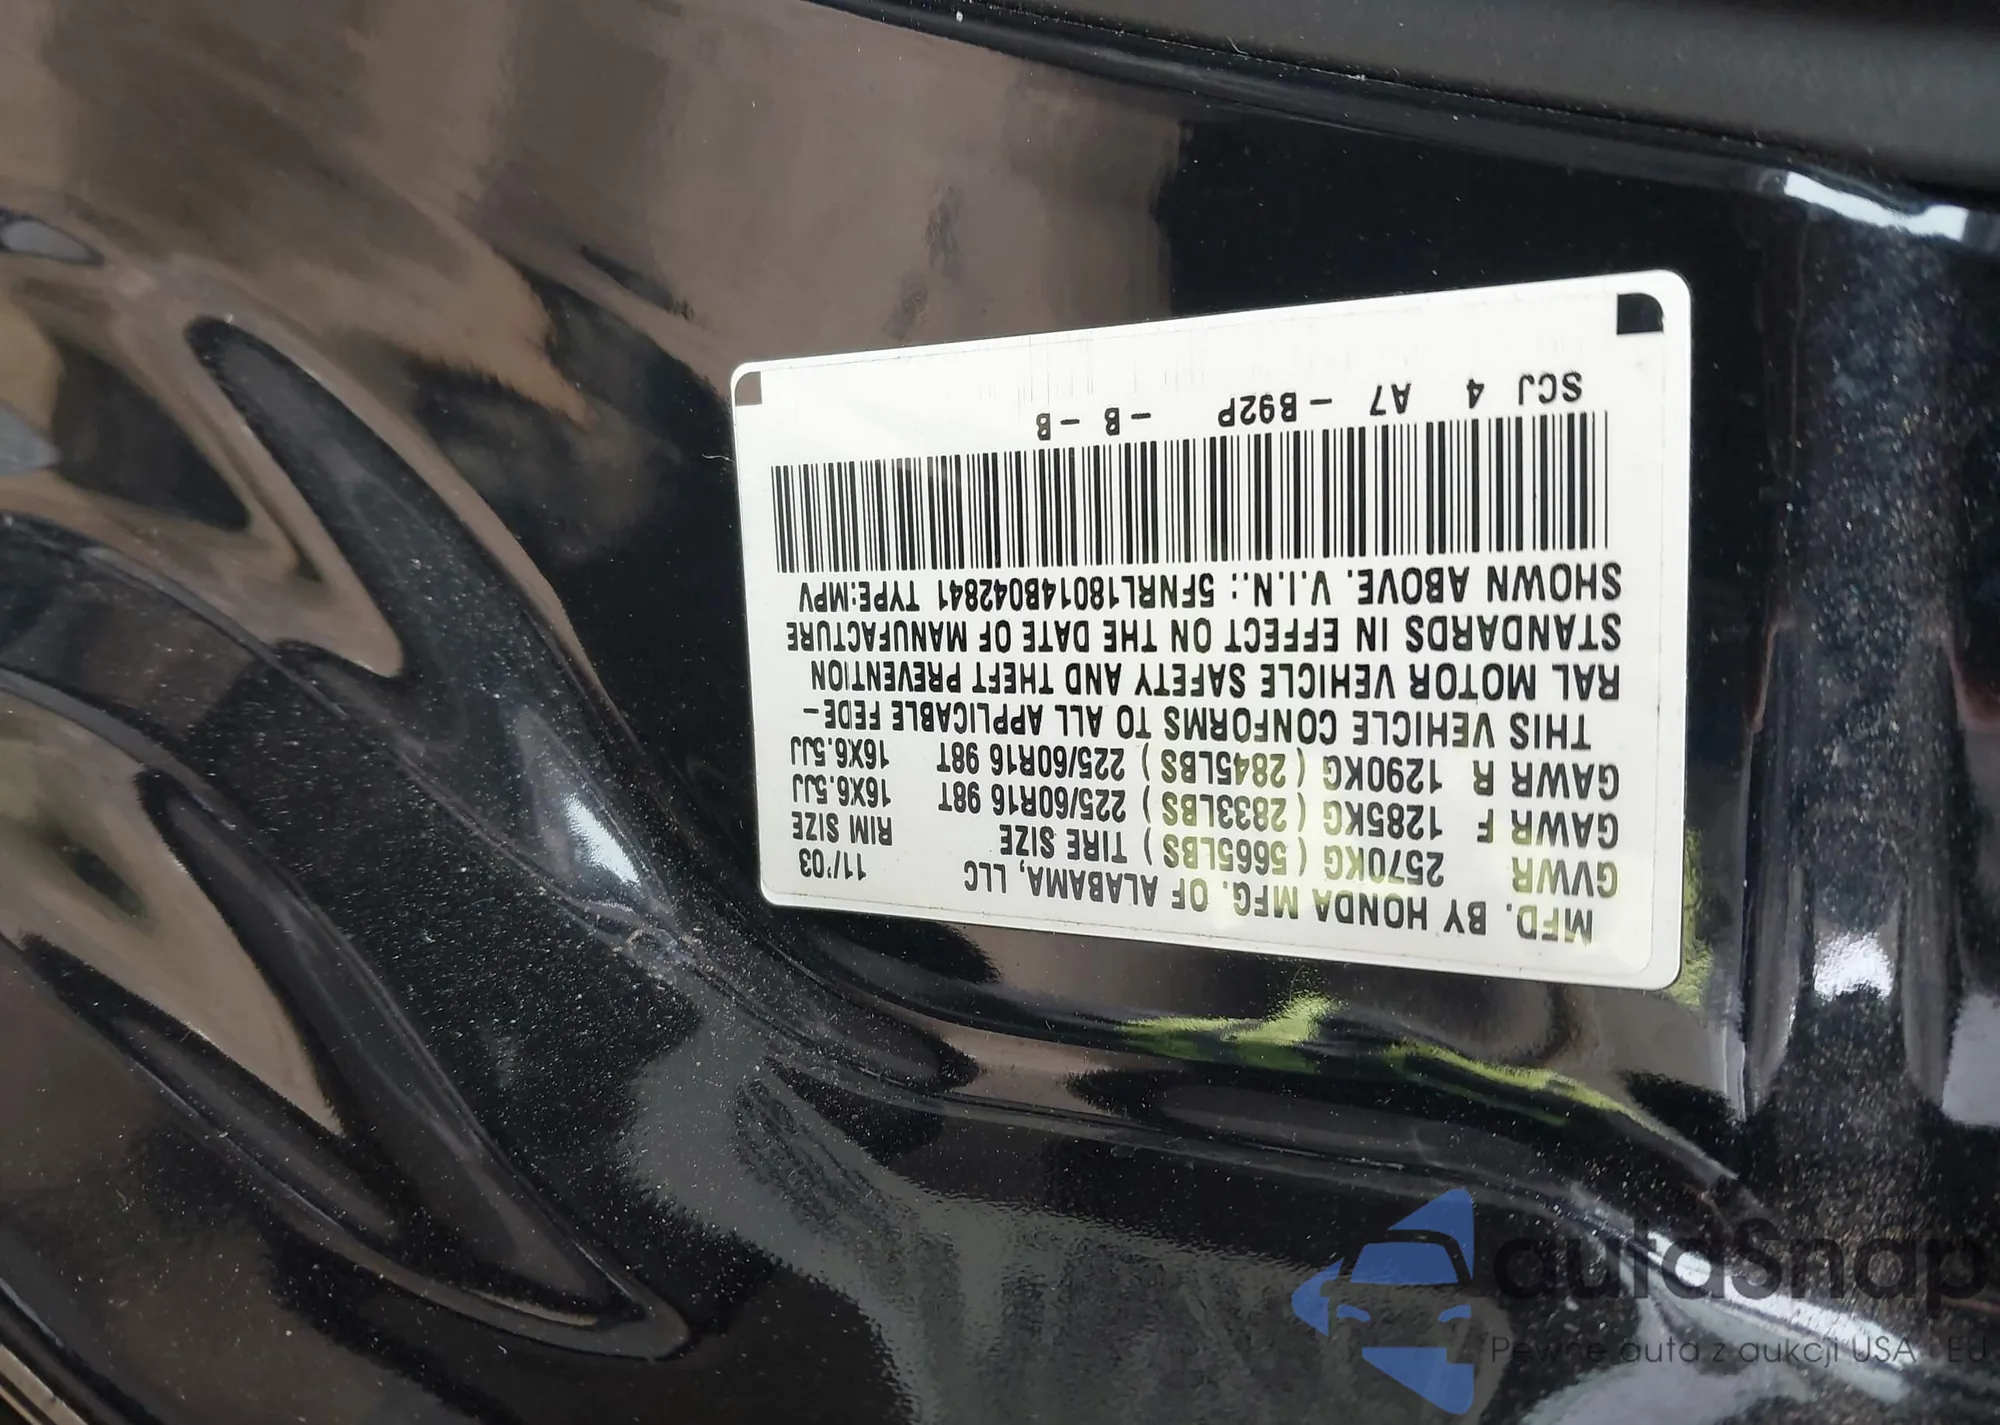 MFD. BY HONDA MFG. OF ALABAMA, LLC 11/'03
GVWR 2570KG ( 5665LBS ) TIRE SIZE RIM SIZE
GAWR F 1285KG ( 2833LBS ) 225/60R16 98T 16X6.5JJ
GAWR R 1290KG ( 2845LBS ) 225/60R16 98T 16X6.5JJ
THIS VEHICLE CONFORMS TO ALL APPLICABLE FEDE-
RAL MOTOR VEHICLE SAFETY AND THEFT PREVENTION
STANDARDS IN EFFECT ON THE DATE OF MANUFACTURE
SHOWN ABOVE. V.I.N.: 5FNRL18014B042841 TYPE:MPV
SCJ 4 A7 - B92P - B - B
autoSnap
Pewne auta z aukcji USA EU